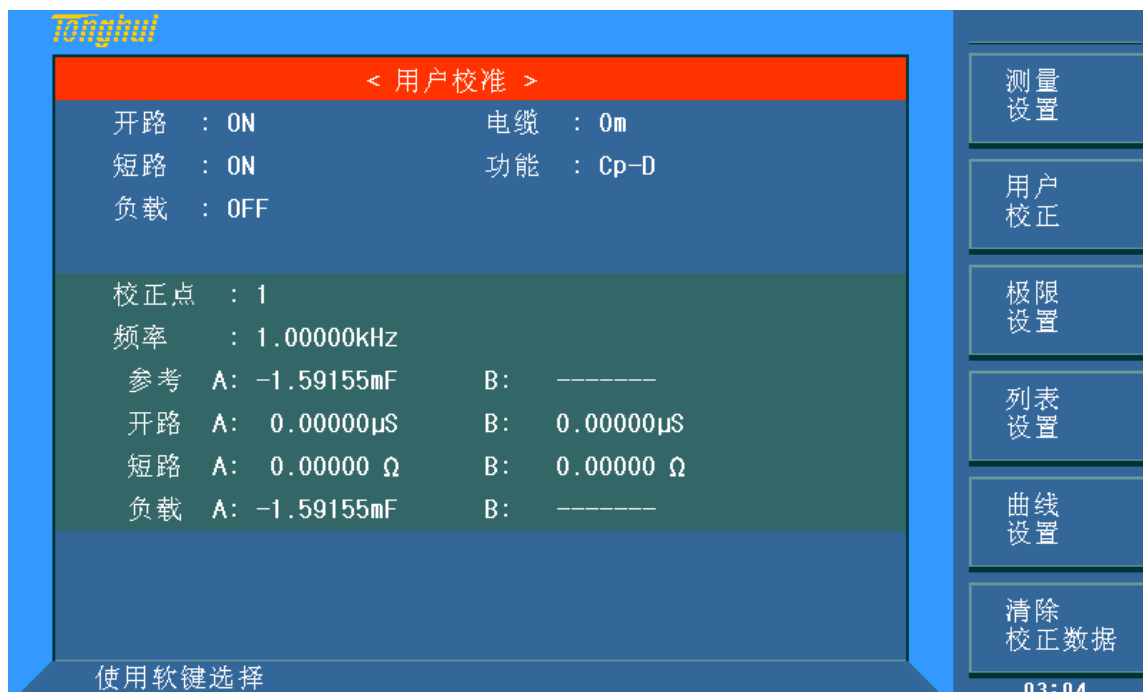 Tonghui
< 用户校准 >
开路 : ON 电缆 : 0m
短路 : ON 功能 : Cp-D
负载 : OFF
校正点 : 1
频率 : 1.00000kHz
参考 A: -1.59155mF B: -------
开路 A: 0.00000μS B: 0.00000μS
短路 A: 0.00000 Ω B: 0.00000 Ω
负载 A: -1.59155mF B: -------
使用软键选择
测量
设置
用户
校正
极限
设置
列表
设置
曲线
设置
清除
校正数据
03:04